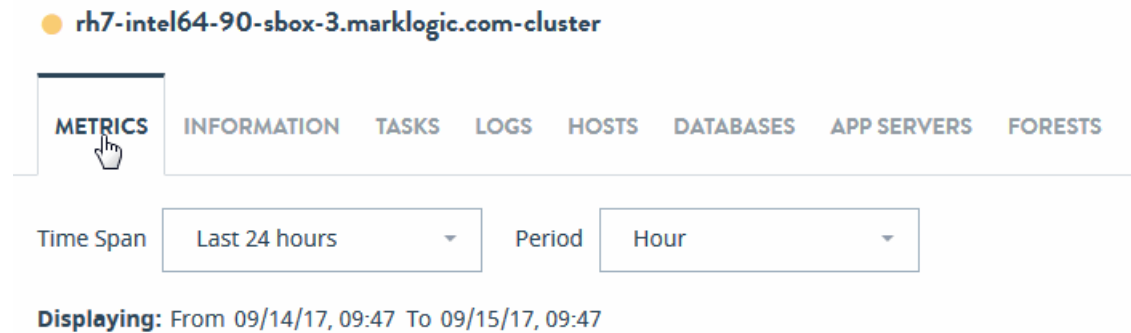 rh7-intel64-90-sbox-3.marklogic.com-cluster
METRICS INFORMATION TASKS LOGS HOSTS DATABASES APP SERVERS FORESTS
Time Span Last 24 hours Period Hour
Displaying: From 09/14/17, 09:47 To 09/15/17, 09:47